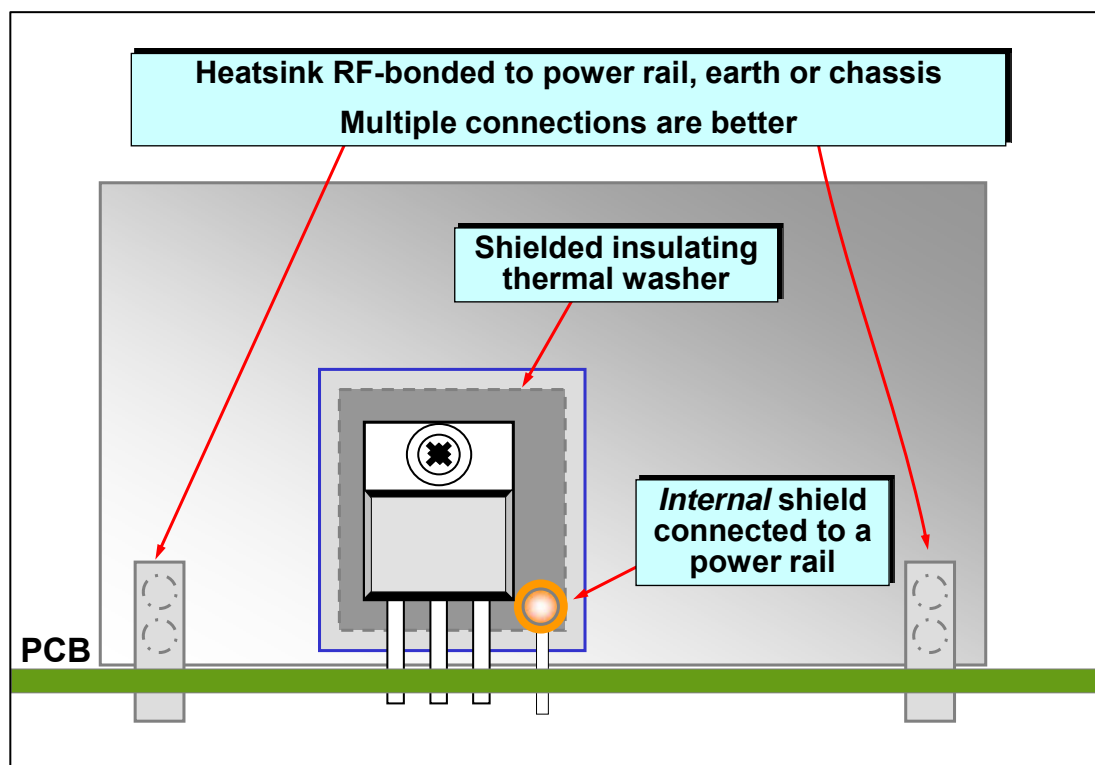 Heatsink RF-bonded to power rail, earth or chassis
Multiple connections are better
Shielded insulating
thermal washer
Internal shield
connected to a
power rail
PCB